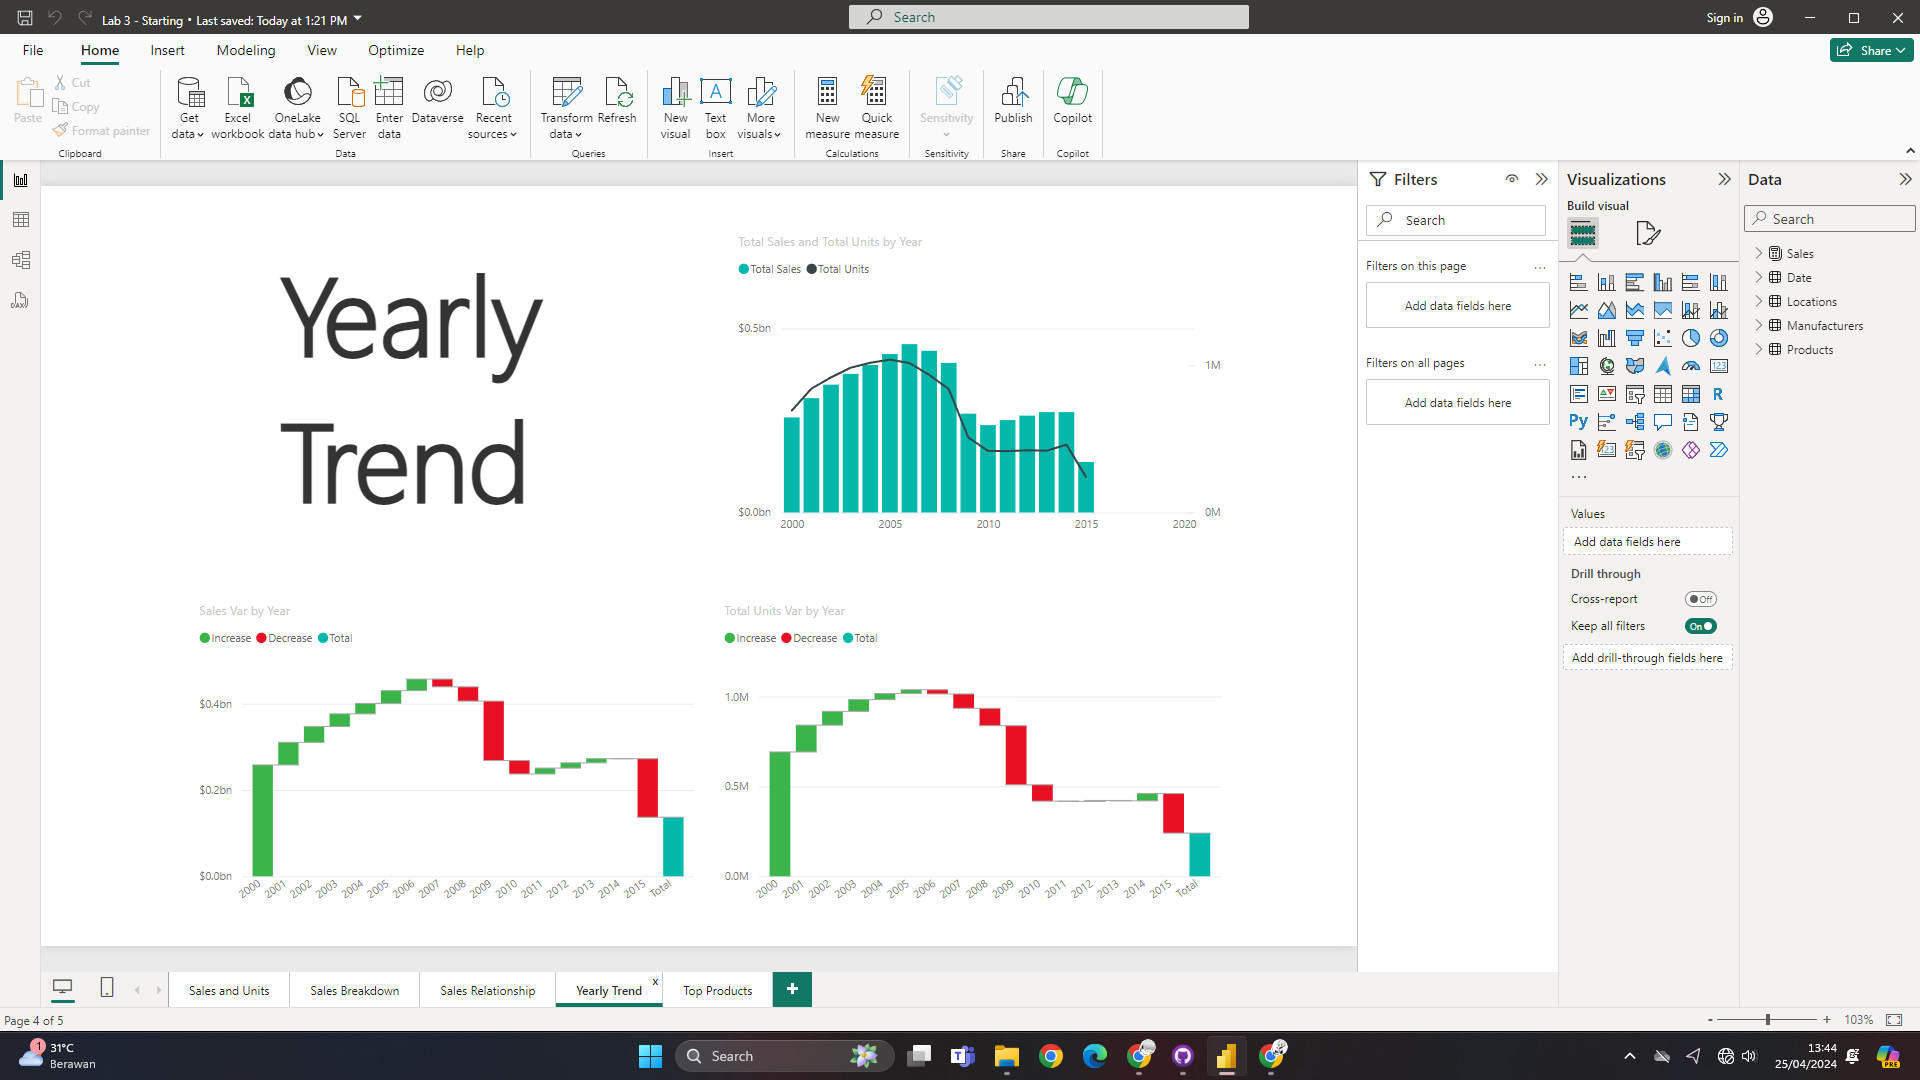 Lab 3 - Starting • Last saved: Today at 1:21 PM
Search
Sign in
File Home Insert Modeling View Optimize Help
Share
Paste
Cut
Copy
Format painter
Clipboard
Get data
Excel workbook
OneLake data hub
SQL Server
Enter data
Dataverse
Recent sources
Data
Transform data
Refresh
Queries
New visual
Text box
More visuals
Insert
New measure
Quick measure
Calculations
Sensitivity
Sensitivity
Publish
Share
Copilot
Copilot
Yearly
Trend
Total Sales and Total Units by Year
Total Sales Total Units
$0.5bn
$0.0bn
1M
0M
2000 2005 2010 2015 2020
Sales Var by Year
Increase Decrease Total
$0.4bn
$0.2bn
$0.0bn
2000 2001 2002 2003 2004 2005 2006 2007 2008 2009 2010 2011 2012 2013 2014 2015 Total
Total Units Var by Year
Increase Decrease Total
1.0M
0.5M
0.0M
2000 2001 2002 2003 2004 2005 2006 2007 2008 2009 2010 2011 2012 2013 2014 2015 Total
Filters
Search
Filters on this page ...
Add data fields here
Filters on all pages ...
Add data fields here
Visualizations
Build visual
123
R
Py
123
...
Values
Add data fields here
Drill through
Cross-report Off
Keep all filters On
Add drill-through fields here
Data
Search
Sales
Date
Locations
Manufacturers
Products
DAX
Sales and Units
Sales Breakdown
Sales Relationship
Yearly Trend x
Top Products
+
Page 4 of 5
- + 103%
1
31°C
Berawan
Search
13:44
25/04/2024
PRE